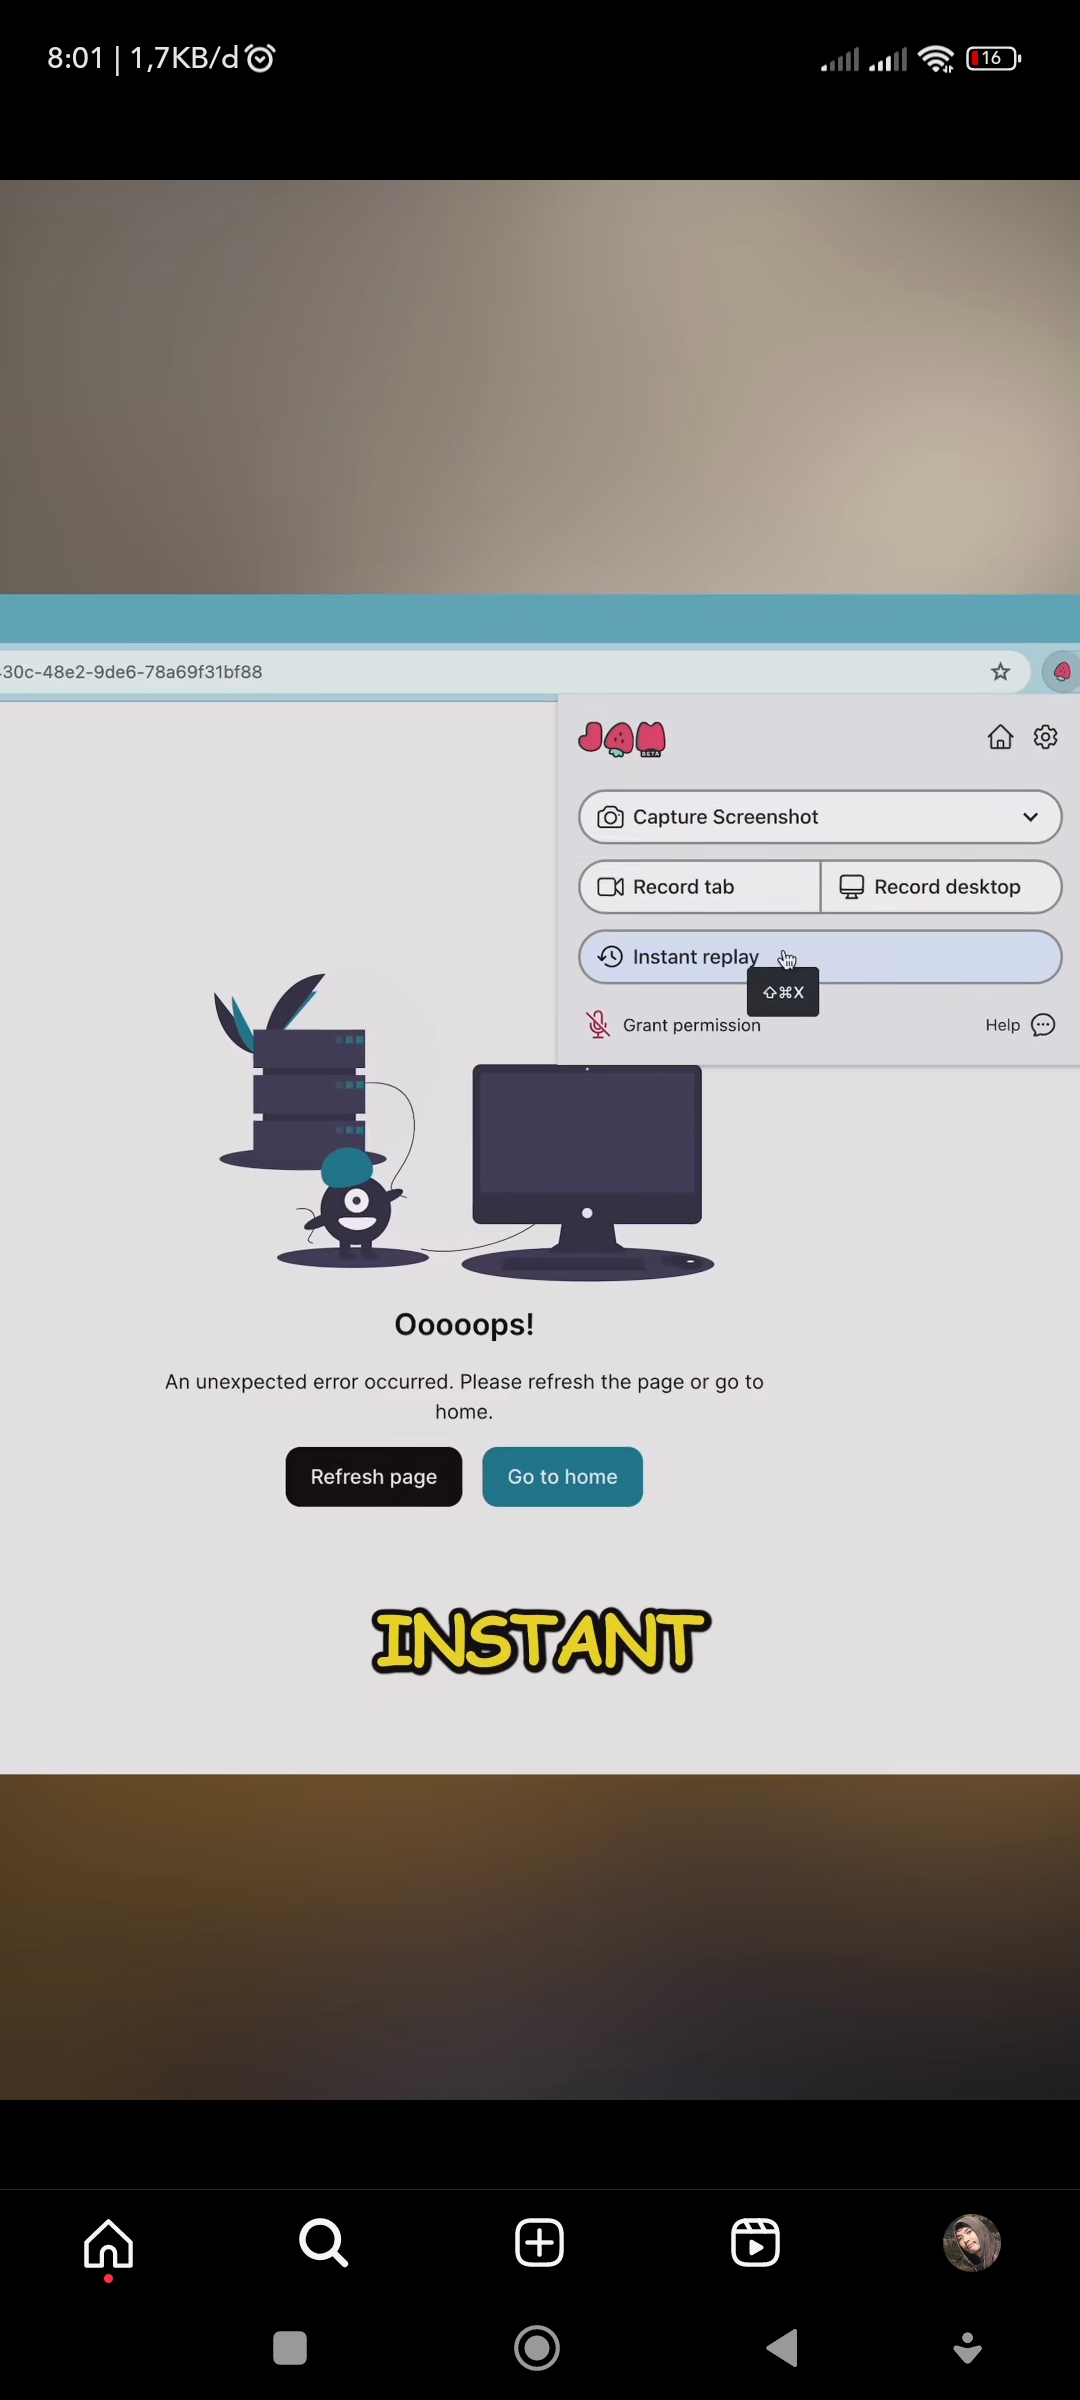 8:01 | 1,7KB/d
16
30c-48e2-9de6-78a69f31bf88
JAM
BETA
Capture Screenshot
Record tab
Record desktop
Instant replay
⇧⌘X
Grant permission
Help
Ooooops!
An unexpected error occurred. Please refresh the page or go to
home.
Refresh page
Go to home
INSTANT